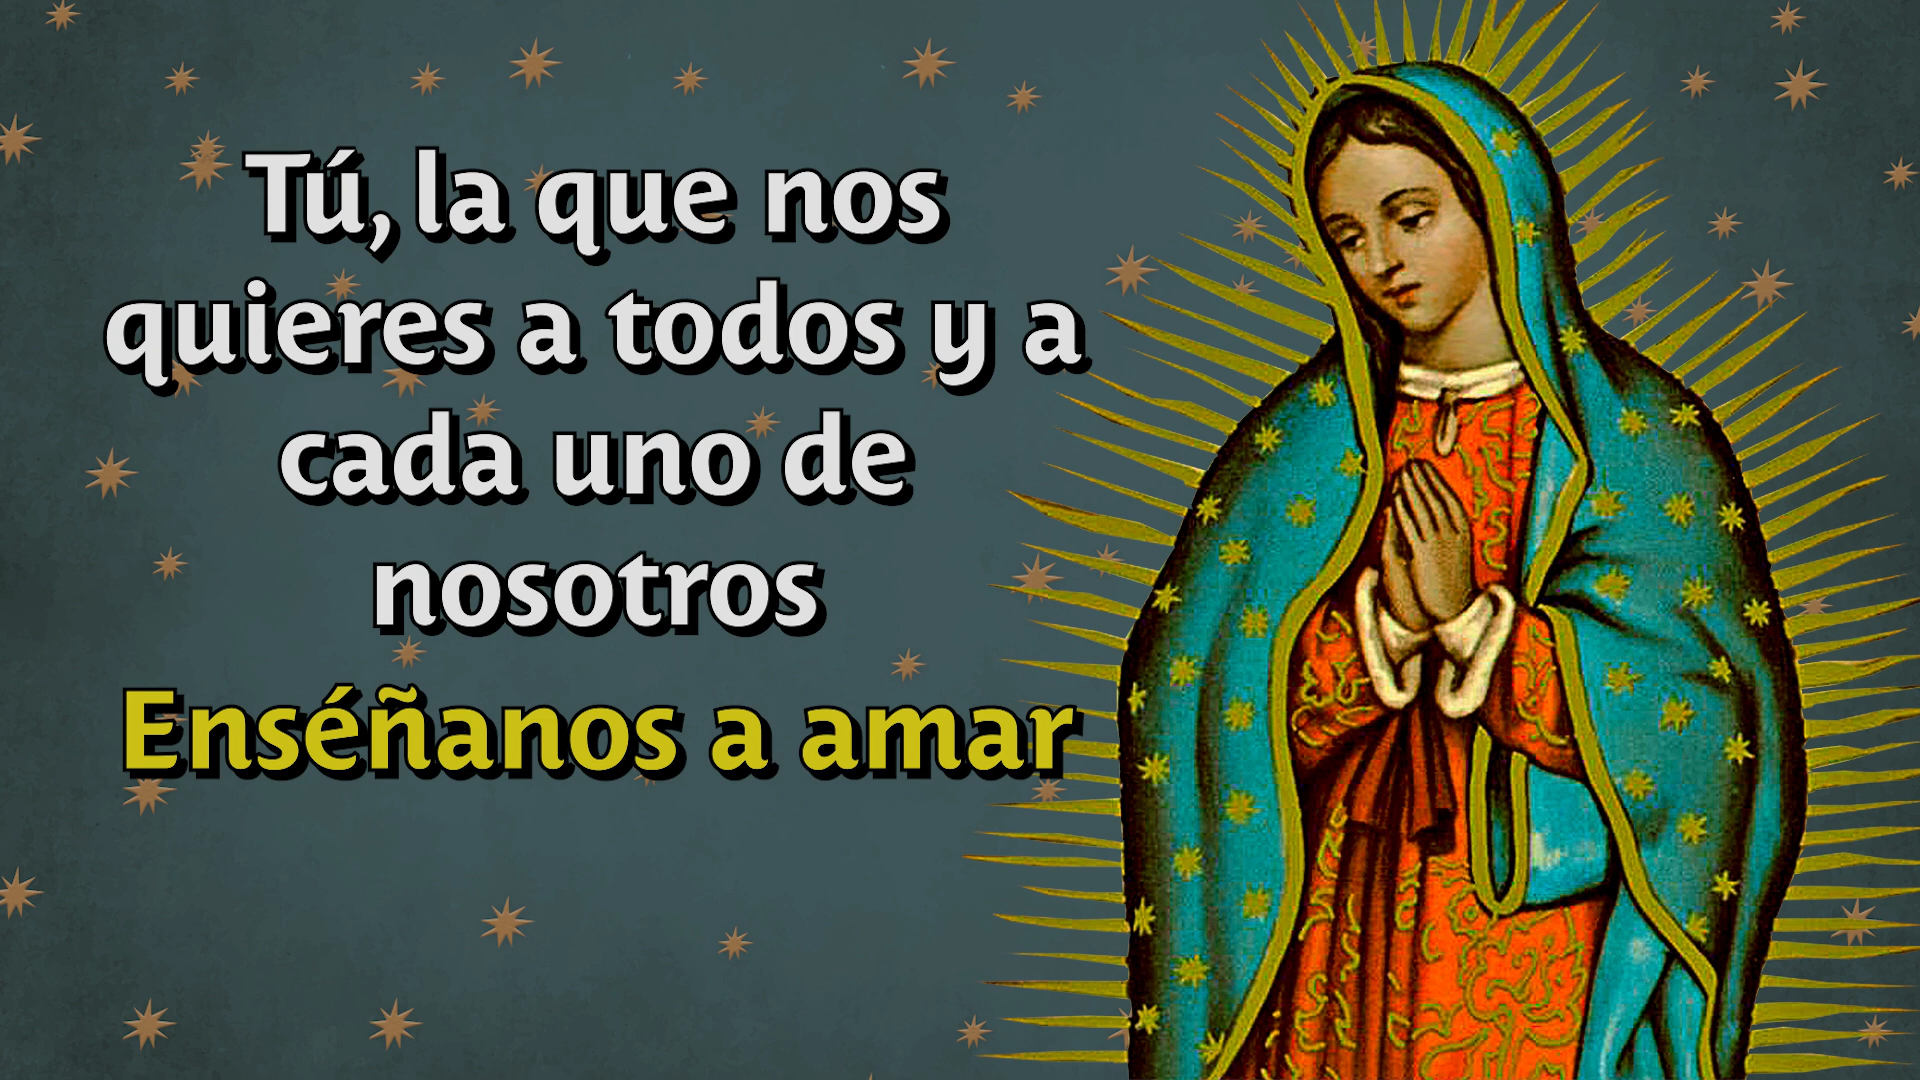 Tú, la que nos
quieres a todos y a
cada uno de
nosotros
Enséñanos a amar